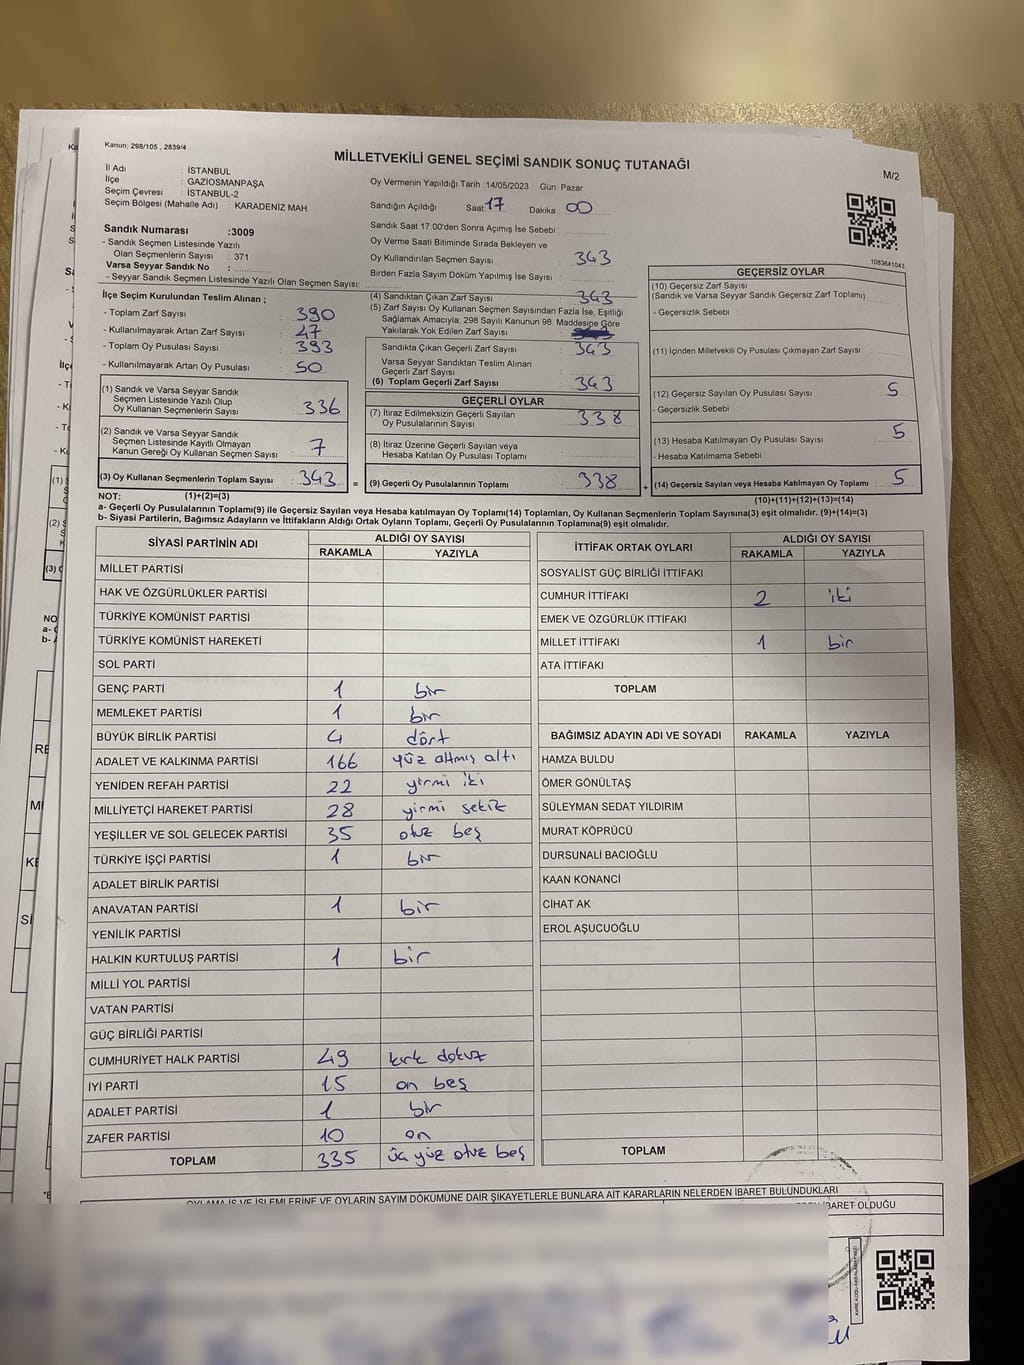 Kanun: 298/105 , 2839/4
MİLLETVEKİLİ GENEL SEÇİMİ SANDIK SONUÇ TUTANAĞI
M/2
İl Adı : İSTANBUL
İlçe : GAZİOSMANPAŞA
Seçim Çevresi : İSTANBUL-2
Seçim Bölgesi (Mahalle Adı) : KARADENİZ MAH.
Oy Vermenin Yapıldığı Tarih :14/05/2023 Gün: Pazar
Sandığın Açıldığı Saat: 17 Dakika : 00
Sandık Saat 17:00'den Sonra Açımış İse Sebebi :
Sandık Numarası :3009
- Sandık Seçmen Listesinde Yazılı
Olan Seçmenlerin Sayısı : 371
Varsa Seyyar Sandık No :
- Seyyar Sandık Seçmen Listesinde Yazılı Olan Seçmen Sayısı:
Oy Verme Saati Bitiminde Sırada Bekleyen ve
Oy Kullandırılan Seçmen Sayısı : 343
Birden Fazla Sayım Döküm Yapılmış İse Sayısı :
1083641043
İlçe Seçim Kurulundan Teslim Alınan ;
- Toplam Zarf Sayısı : 390
- Kullanılmayarak Artan Zarf Sayısı : 47
- Toplam Oy Pusulası Sayısı : 393
- Kullanılmayarak Artan Oy Pusulası : 50
(1) Sandık ve Varsa Seyyar Sandık
Seçmen Listesinde Yazılı Olup
Oy Kullanan Seçmenlerin Sayısı : 336
(2) Sandık ve Varsa Seyyar Sandık
Seçmen Listesinde Kayıtlı Olmayan
Kanun Gereği Oy Kullanan Seçmen Sayısı : 7
(3) Oy Kullanan Seçmenlerin Toplam Sayısı : 343 =
(4) Sandıktan Çıkan Zarf Sayısı : 343
(5) Zarf Sayısı Oy Kullanan Seçmen Sayısından Fazla İse, Eşitliği
Sağlamak Amacıyla; 298 Sayılı Kanunun 98. Maddesine Göre
Yakılarak Yok Edilen Zarf Sayısı :
Sandıkta Çıkan Geçerli Zarf Sayısı : 343
Varsa Seyyar Sandıktan Teslim Alınan
Geçerli Zarf Sayısı :
(6) Toplam Geçerli Zarf Sayısı : 343
GEÇERLİ OYLAR
(7) İtiraz Edilmeksizin Geçerli Sayılan
Oy Pusulalarının Sayısı : 338
(8) İtiraz Üzerine Geçerli Sayılan veya
Hesaba Katılan Oy Pusulası Toplamı :
(9) Geçerli Oy Pusulalarının Toplamı : 338 +
GEÇERSİZ OYLAR
(10) Geçersiz Zarf Sayısı :
(Sandık ve Varsa Seyyar Sandık Geçersiz Zarf Toplamı)
- Geçersizlik Sebebi :
(11) İçinden Milletvekili Oy Pusulası Çıkmayan Zarf Sayısı :
(12) Geçersiz Sayılan Oy Pusulası Sayısı : 5
- Geçersizlik Sebebi :
(13) Hesaba Katılmayan Oy Pusulası Sayısı : 5
- Hesaba Katılmama Sebebi :
(14) Geçersiz Sayılan veya Hesaba Katılmayan Oy Toplamı : 5
NOT: (1)+(2)=(3) (10)+(11)+(12)+(13)=(14)
a- Geçerli Oy Pusulalarının Toplamı(9) ile Geçersiz Sayılan veya Hesaba katılmayan Oy Toplamı(14) Toplamları, Oy Kullanan Seçmenlerin Toplam Sayısına(3) eşit olmalıdır. (9)+(14)=(3)
b- Siyasi Partilerin, Bağımsız Adayların ve İttifakların Aldığı Ortak Oyların Toplamı, Geçerli Oy Pusulalarının Toplamına(9) eşit olmalıdır.
SİYASİ PARTİNİN ADI ALDIĞI OY SAYISI
RAKAMLA YAZIYLA
MİLLET PARTİSİ
HAK VE ÖZGÜRLÜKLER PARTİSİ
TÜRKİYE KOMÜNİST PARTİSİ
TÜRKİYE KOMÜNİST HAREKETİ
SOL PARTİ
GENÇ PARTİ 1 bir
MEMLEKET PARTİSİ 1 bir
BÜYÜK BİRLİK PARTİSİ 4 dört
ADALET VE KALKINMA PARTİSİ 166 yüz altmış altı
YENİDEN REFAH PARTİSİ 22 yirmi iki
MİLLİYETÇİ HAREKET PARTİSİ 28 yirmi sekiz
YEŞİLLER VE SOL GELECEK PARTİSİ 35 otuz beş
TÜRKİYE İŞÇİ PARTİSİ 1 bir
ADALET BİRLİK PARTİSİ
ANAVATAN PARTİSİ 1 bir
YENİLİK PARTİSİ
HALKIN KURTULUŞ PARTİSİ 1 bir
MİLLİ YOL PARTİSİ
VATAN PARTİSİ
GÜÇ BİRLİĞİ PARTİSİ
CUMHURİYET HALK PARTİSİ 49 kırk dokuz
İYİ PARTİ 15 on beş
ADALET PARTİSİ 1 bir
ZAFER PARTİSİ 10 on
TOPLAM 335 üç yüz otuz beş
İTTİFAK ORTAK OYLARI ALDIĞI OY SAYISI
RAKAMLA YAZIYLA
SOSYALİST GÜÇ BİRLİĞİ İTTİFAKI
CUMHUR İTTİFAKI 2 iki
EMEK VE ÖZGÜRLÜK İTTİFAKI
MİLLET İTTİFAKI 1 bir
ATA İTTİFAKI
TOPLAM
BAĞIMSIZ ADAYIN ADI VE SOYADI RAKAMLA YAZIYLA
HAMZA BULDU
ÖMER GÖNÜLTAŞ
SÜLEYMAN SEDAT YILDIRIM
MURAT KÖPRÜCÜ
DURSUNALİ BACIOĞLU
KAAN KONANCİ
CİHAT AK
EROL AŞUCUOĞLU
TOPLAM
OYLAMA İŞ VE İŞLEMLERİNE VE OYLARIN SAYIM DÖKÜMÜNE DAİR ŞİKAYETLERLE BUNLARA AİT KARARLARIN NELERDEN İBARET BULUNDUKLARI
İBARET OLDUĞU